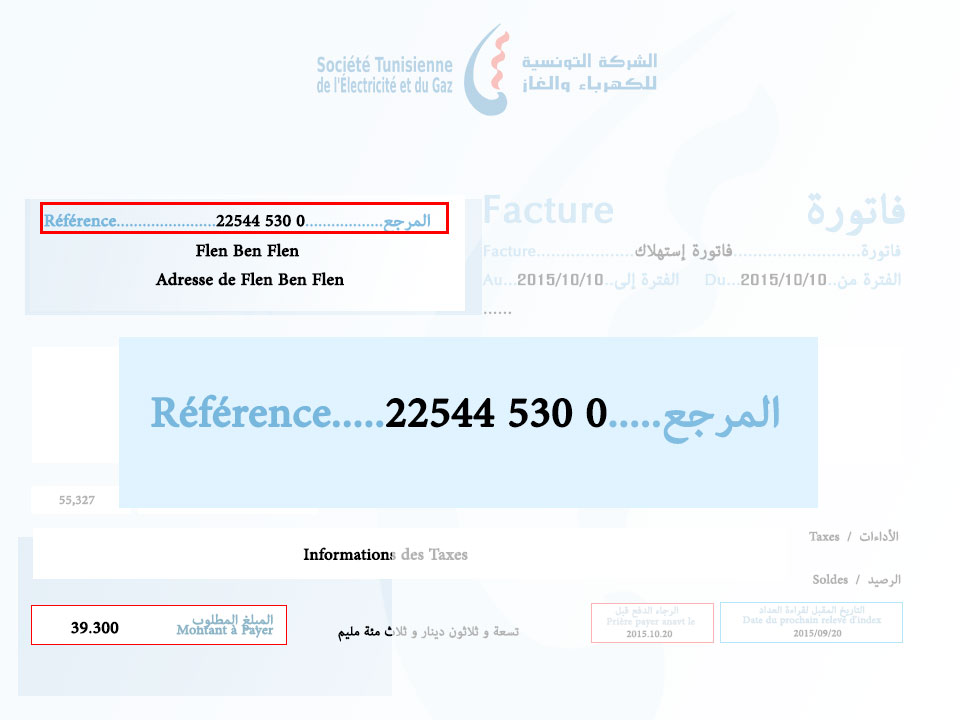 Société Tunisienne
de l'Électricité et du Gaz
الشركة التونسية
للكهرباء والغاز
Référence.......................22544 530 0..................المرجع
Flen Ben Flen
Adresse de Flen Ben Flen
Facture فاتورة
Facture....................فاتورة إستهلاك..........................فاتورة
Au...2015/10/10..الفترة إلى Du...2015/10/10..الفترة من
......
Référence.....22544 530 0.....المرجع
55,327
Informations des Taxes
Taxes / الأداءات
Soldes / الرصيد
39.300
المبلغ المطلوب
Montant à Payer
تسعة و ثلاثون دينار و ثلاث مئة مليم
الرجاء الدفع قبل
Prière payer anavi le
2015.10.20
التاريخ المقبل لقراءة العداد
Date du prochain relevé d'index
2015/09/20